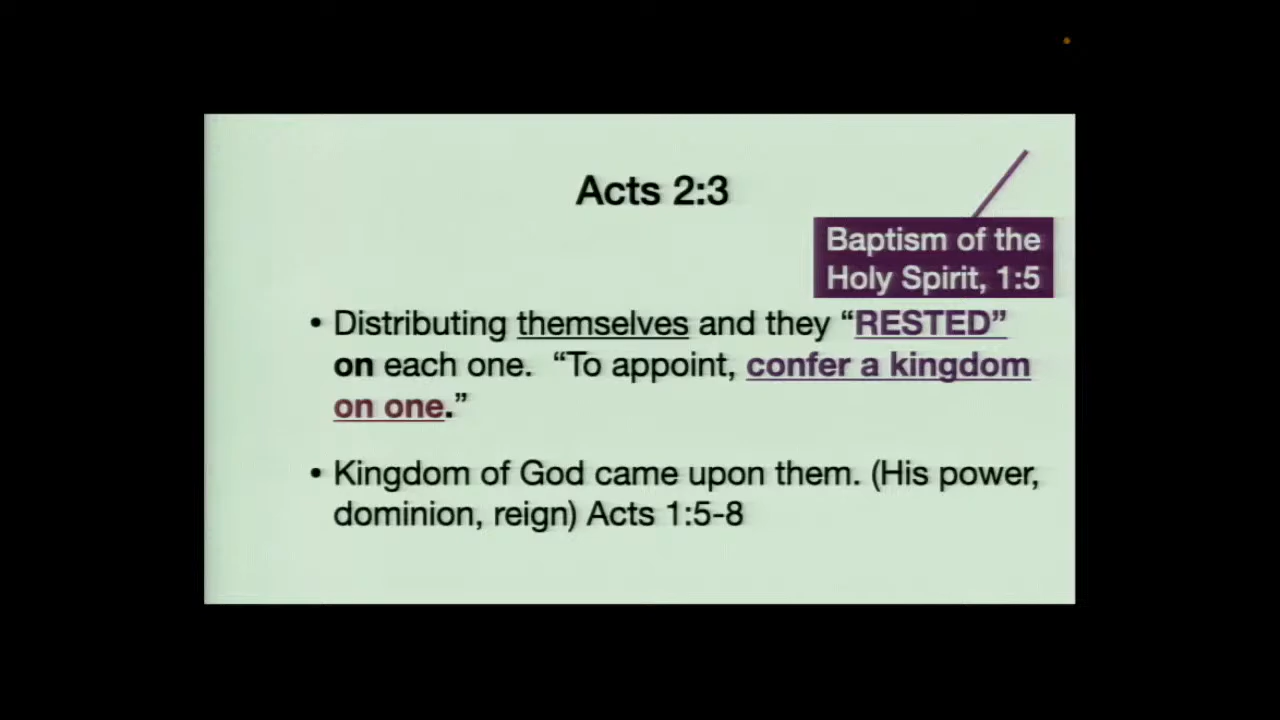 Acts 2:3
Baptism of the
Holy Spirit, 1:5
• Distributing themselves and they “RESTED”
on each one. “To appoint, confer a kingdom
on one.”
• Kingdom of God came upon them. (His power,
dominion, reign) Acts 1:5-8